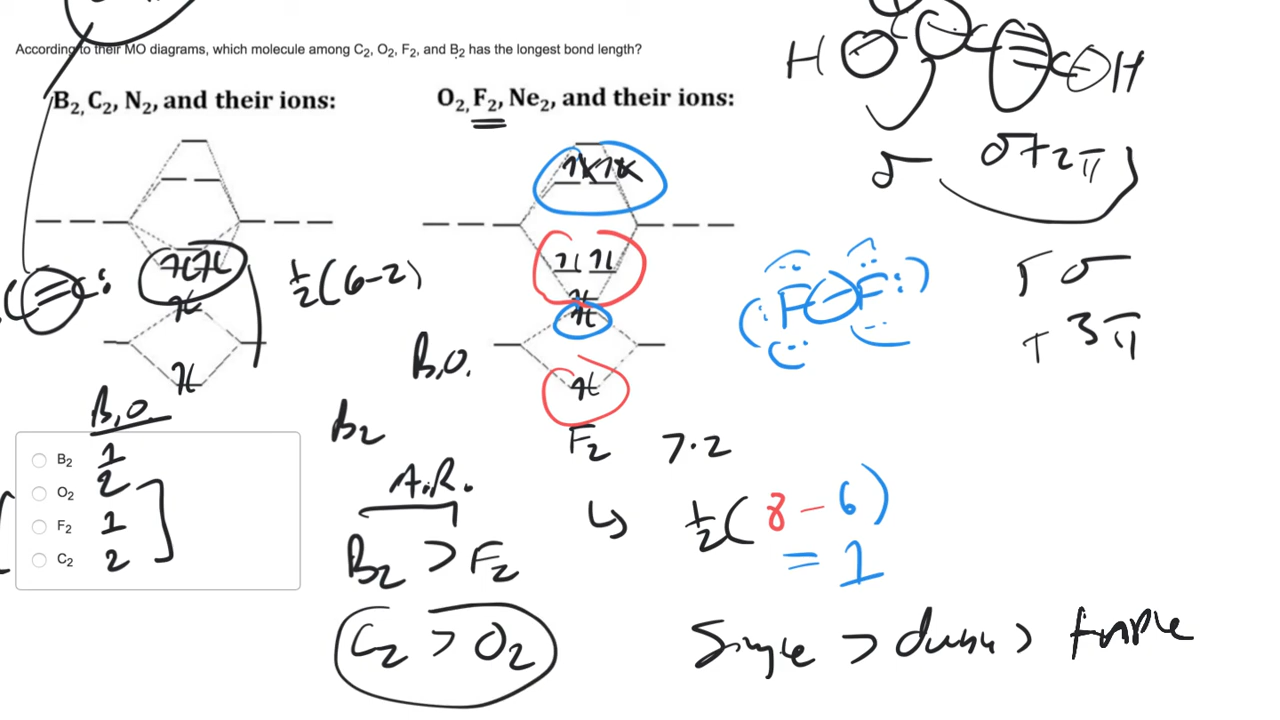 According to their MO diagrams, which molecule among C₂, O₂, F₂, and B₂ has the longest bond length?
B₂, C₂, N₂, and their ions:
O₂, F₂, Ne₂, and their ions:
H
H
σ
σ+2π
C:
½(6-2)
:F F:
σ
+ 3π
B.O.
B.O.
B₂
F₂ 7·2
B₂ 1
O₂ 2
F₂ 1
C₂ 2
A.R.
½(8-6)
= 1
B₂ > F₂
C₂ > O₂
Single > double > triple